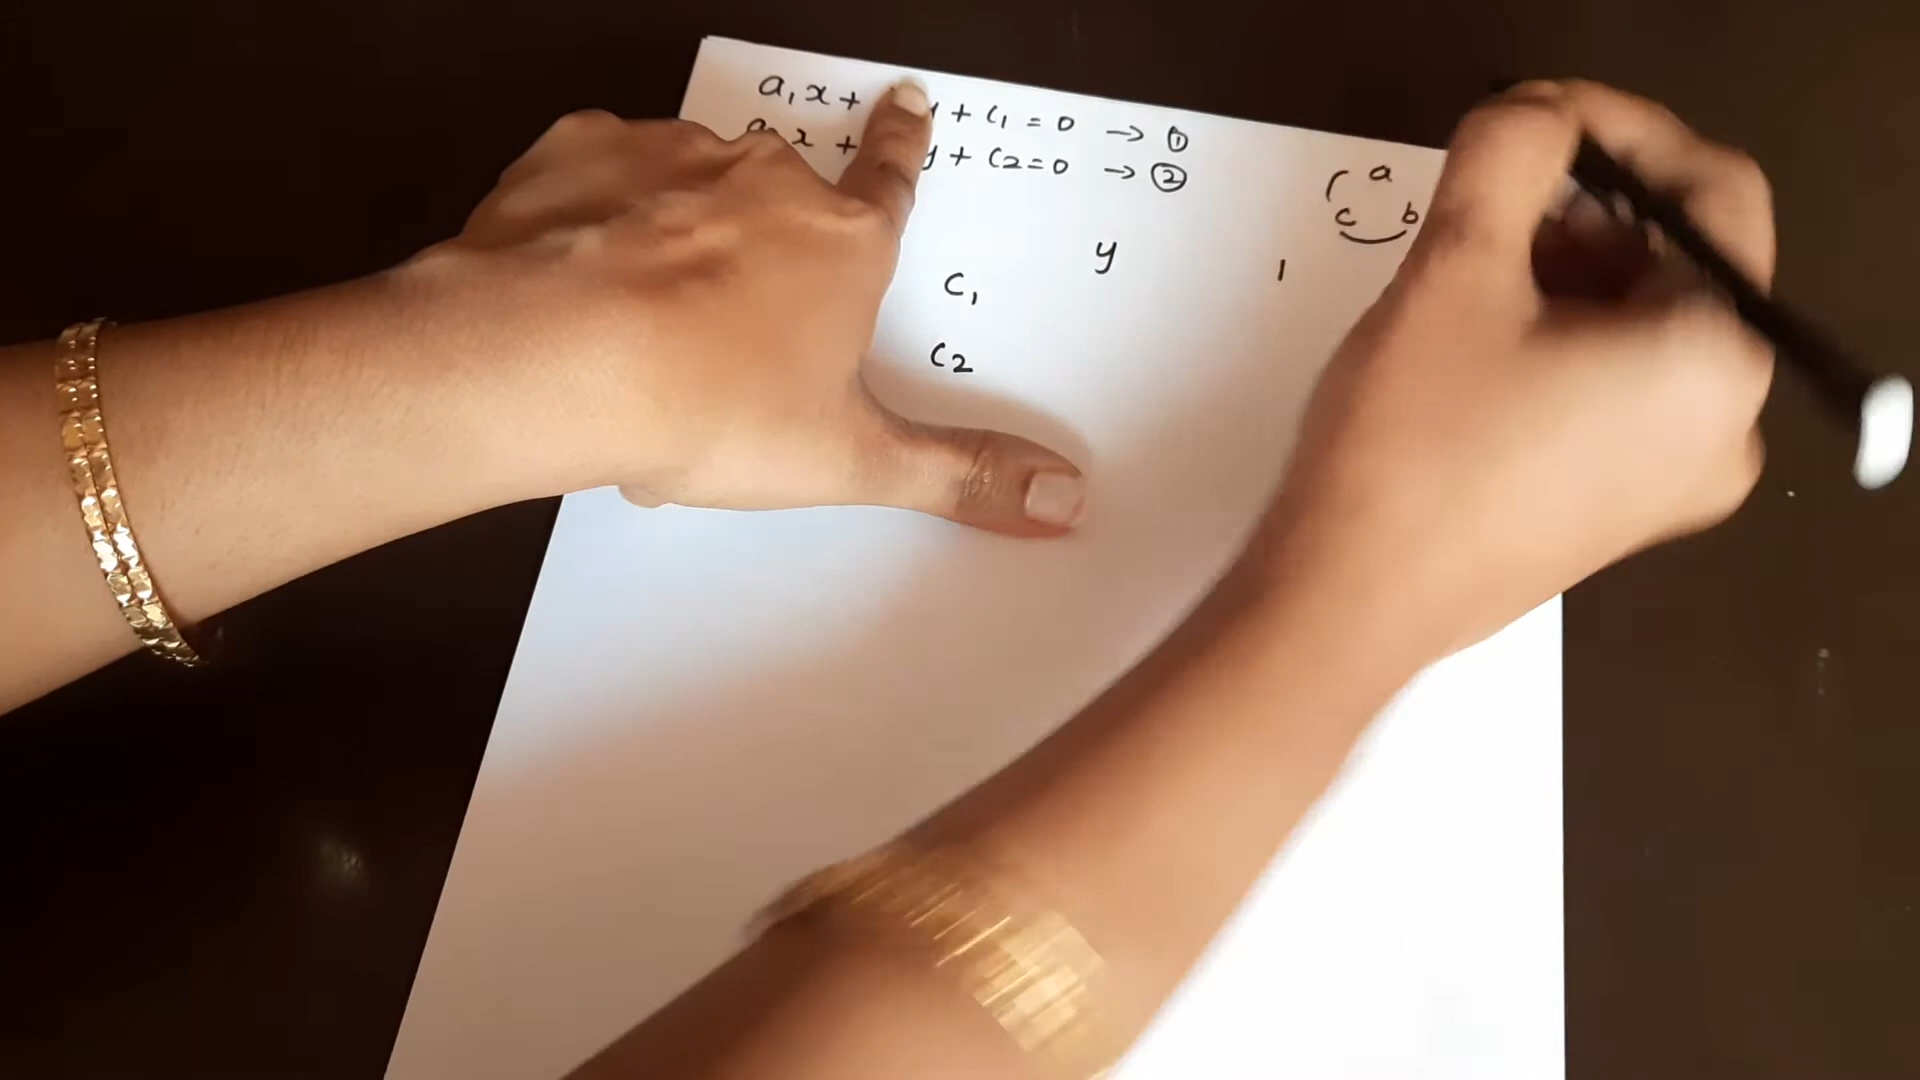 a₁x + y + C₁ = 0 → ①
a x + y + C2=0 → ②
a
c b
y 1
C₁
C2